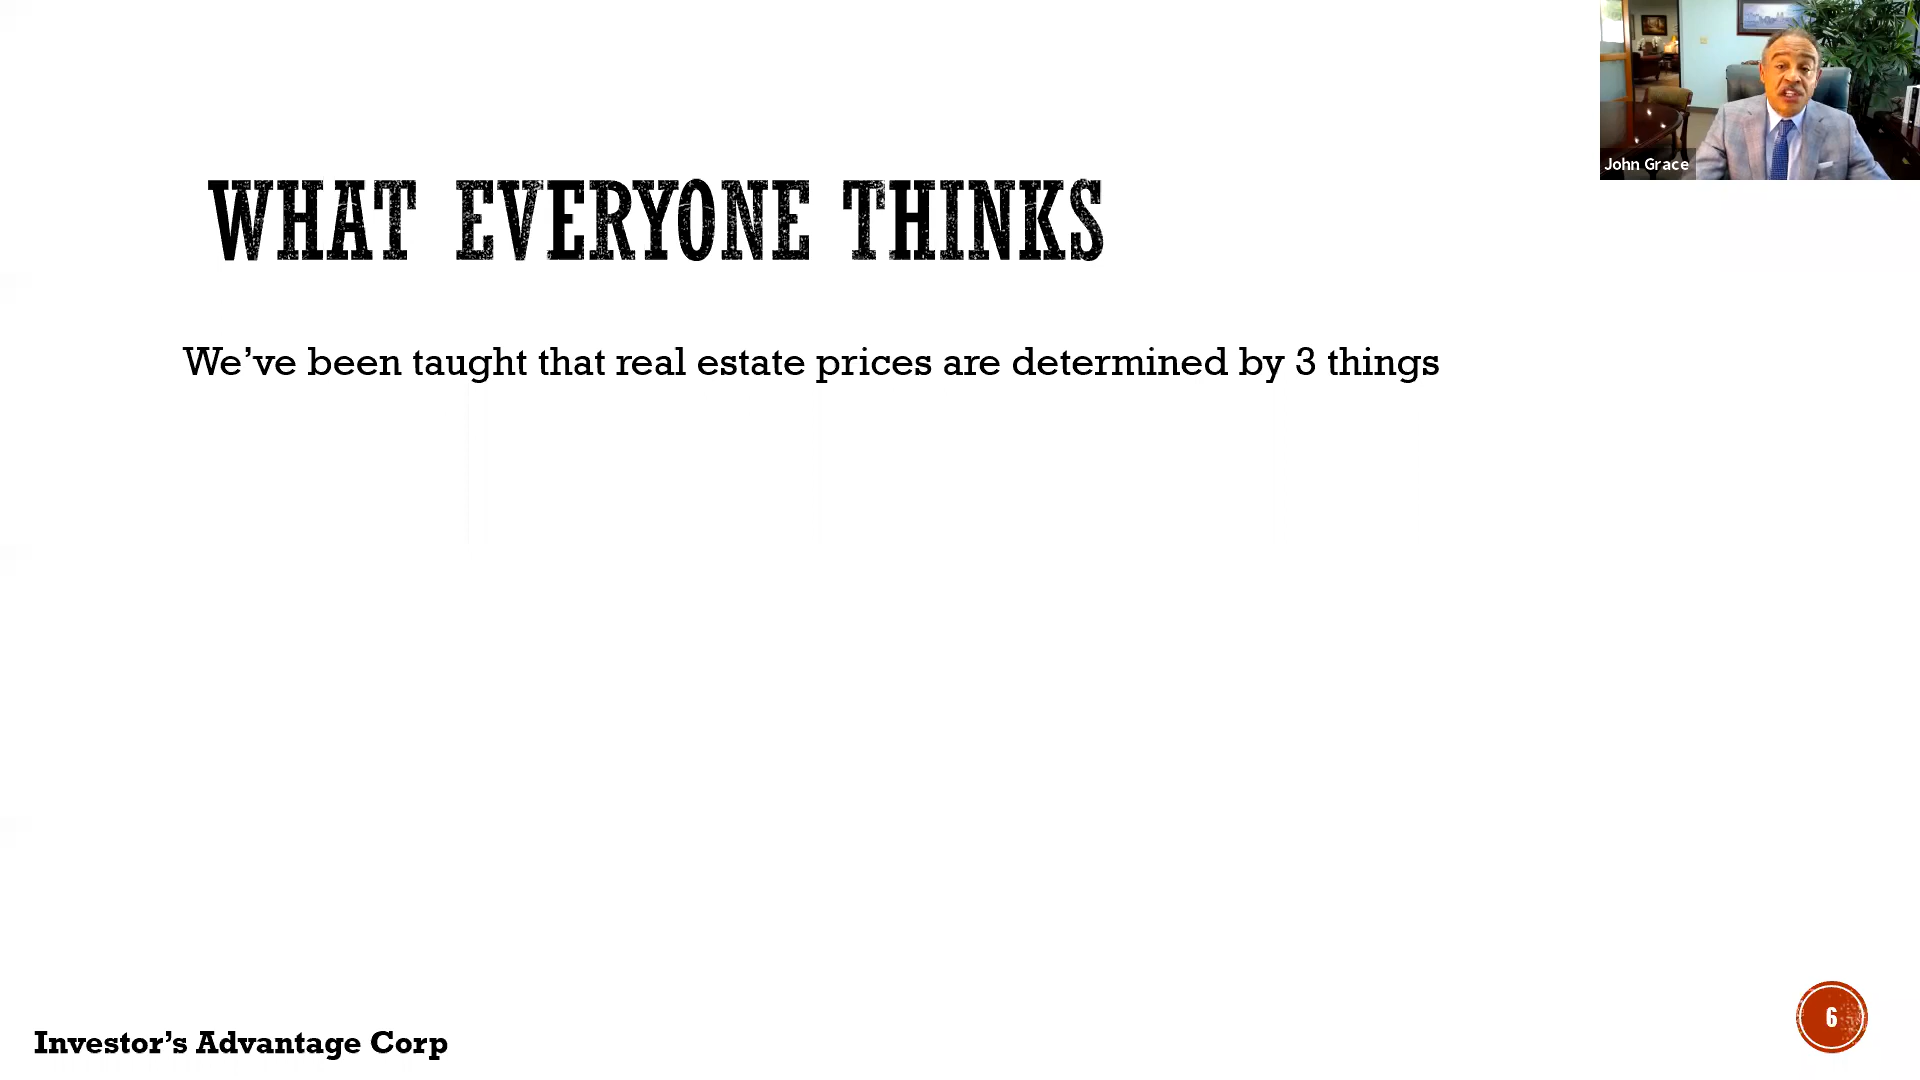 John Grace
WHAT EVERYONE THINKS
We’ve been taught that real estate prices are determined by 3 things
6
Investor’s Advantage Corp